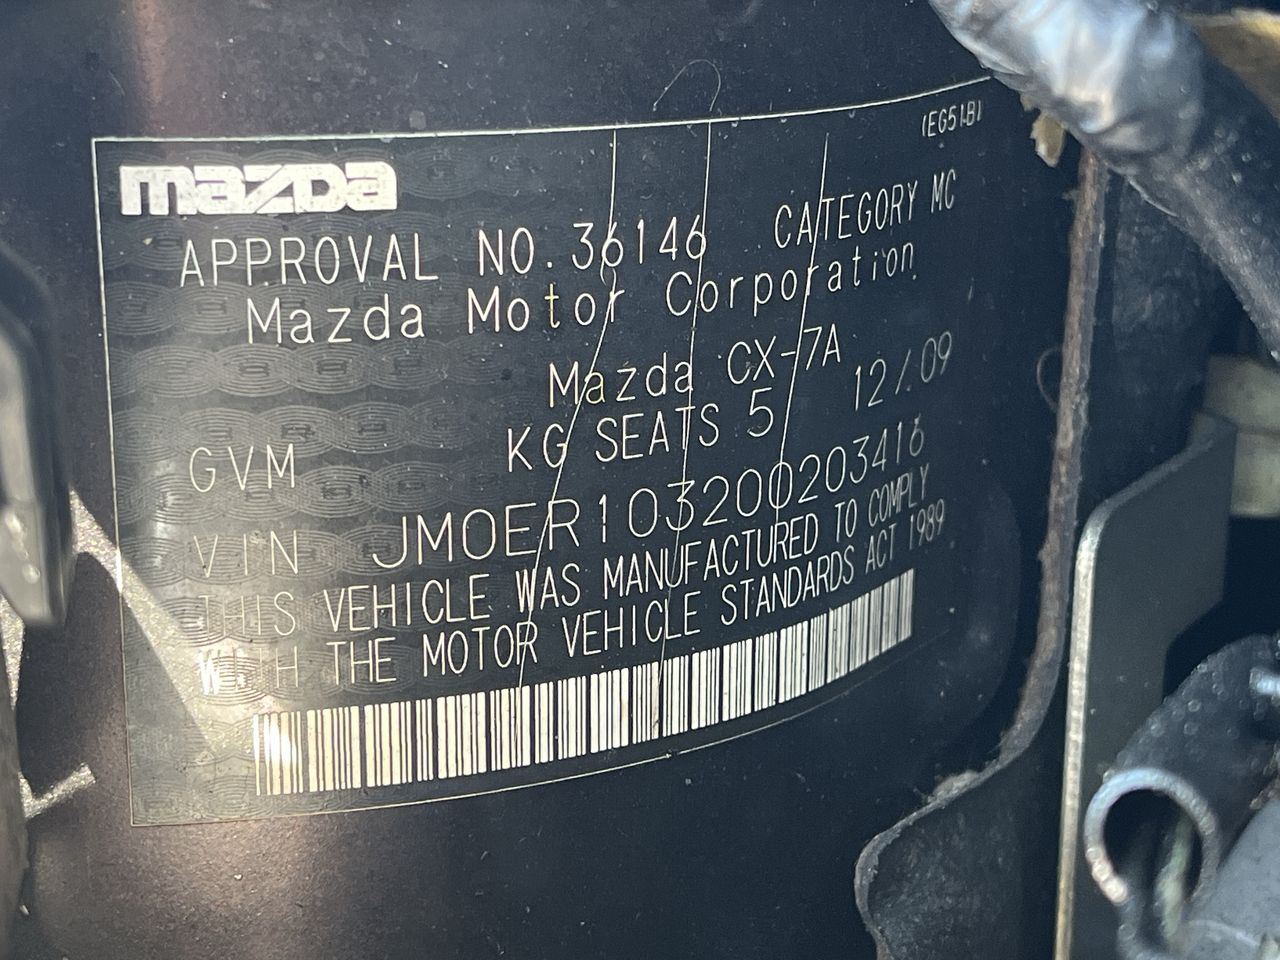 (EG51B)
mazda
APPROVAL NO. 36146 CATEGORY MC
Mazda Motor Corporation
Mazda CX-7A
GVM KG SEATS 5 12/09
VIN JM0ER103200203416
THIS VEHICLE WAS MANUFACTURED TO COMPLY
WITH THE MOTOR VEHICLE STANDARDS ACT 1989